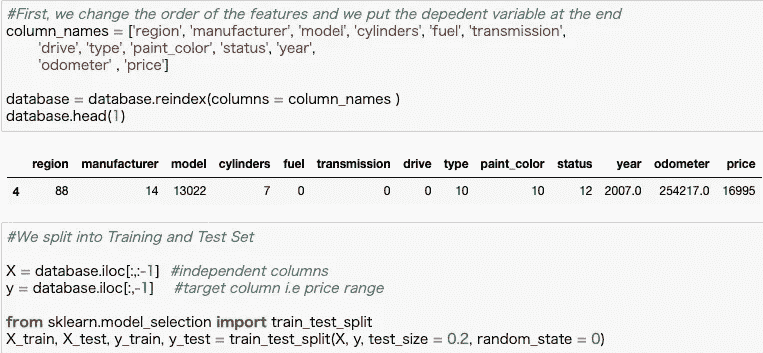 #First, we change the order of the features and we put the depedent variable at the end
column_names = ['region', 'manufacturer', 'model', 'cylinders', 'fuel', 'transmission',
'drive', 'type', 'paint_color', 'status', 'year',
'odometer' , 'price']
database = database.reindex(columns = column_names )
database.head(1)
region manufacturer model cylinders fuel transmission drive type paint_color status year odometer price
4 88 14 13022 7 0 0 0 10 10 12 2007.0 254217.0 16995
#We split into Training and Test Set
X = database.iloc[:,:-1] #independent columns
y = database.iloc[:,-1] #target column i.e price range
from sklearn.model_selection import train_test_split
X_train, X_test, y_train, y_test = train_test_split(X, y, test_size = 0.2, random_state = 0)